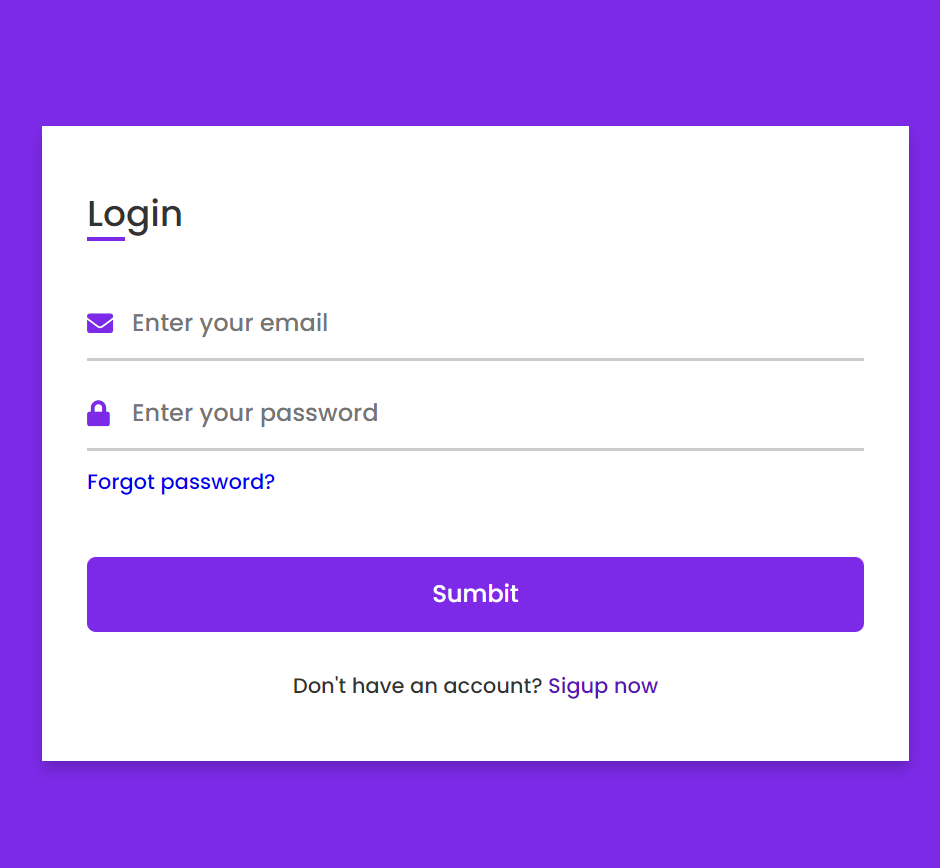 Login
Enter your email
Enter your password
Forgot password?
Sumbit
Don't have an account? Sigup now